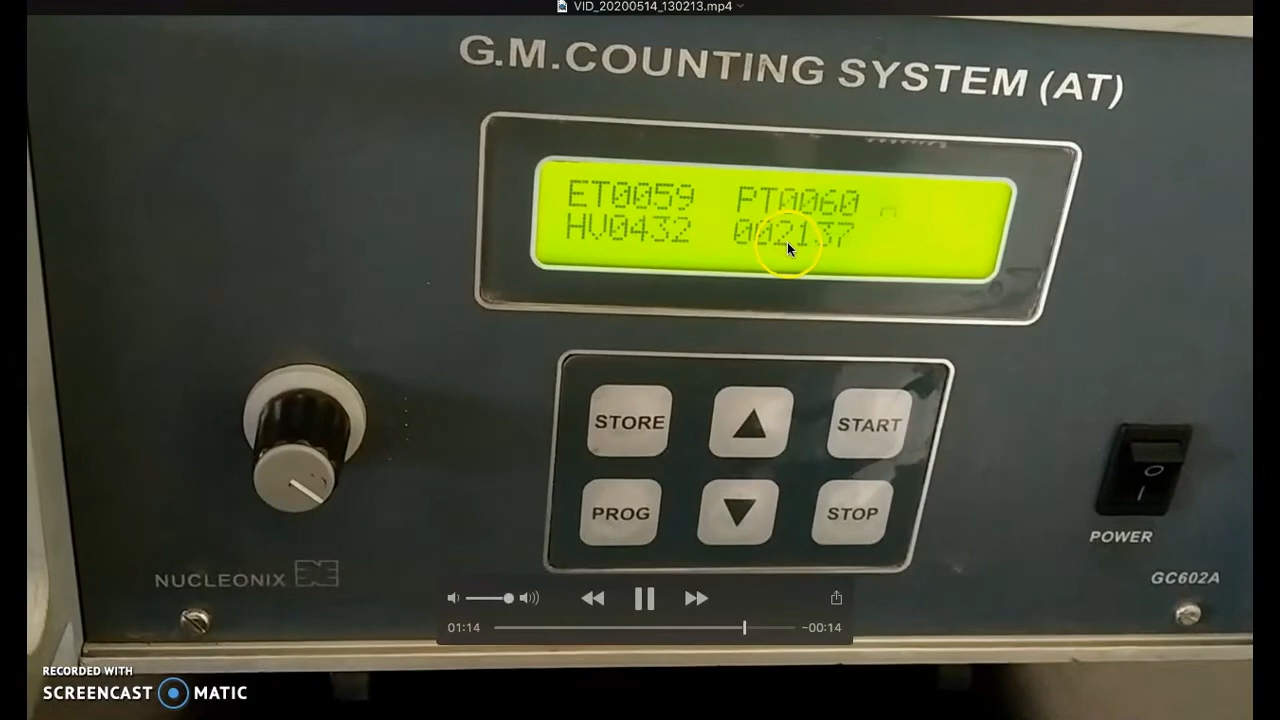 VID_20200514_130213.mp4
G.M.COUNTING SYSTEM (AT)
ET0059 PT0060
HV0432 002137
STORE
START
PROG
STOP
POWER
NUCLEONIX
GC602A
01:14
-00:14
RECORDED WITH
SCREENCAST MATIC